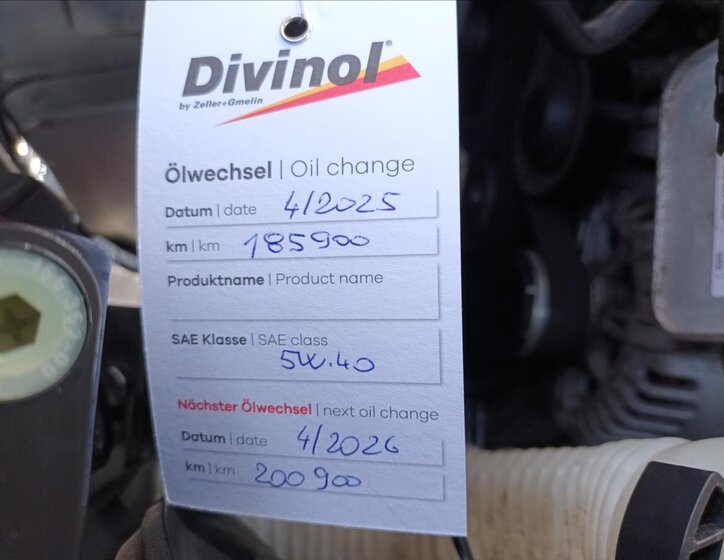 Divinol®
by Zeller+Gmelin
Ölwechsel | Oil change
Datum | date 4/2025
km | km 185900
Produktname | Product name
SAE Klasse | SAE class
5W.40
Nächster Ölwechsel | next oil change
Datum | date 4/2026
km | km 200900